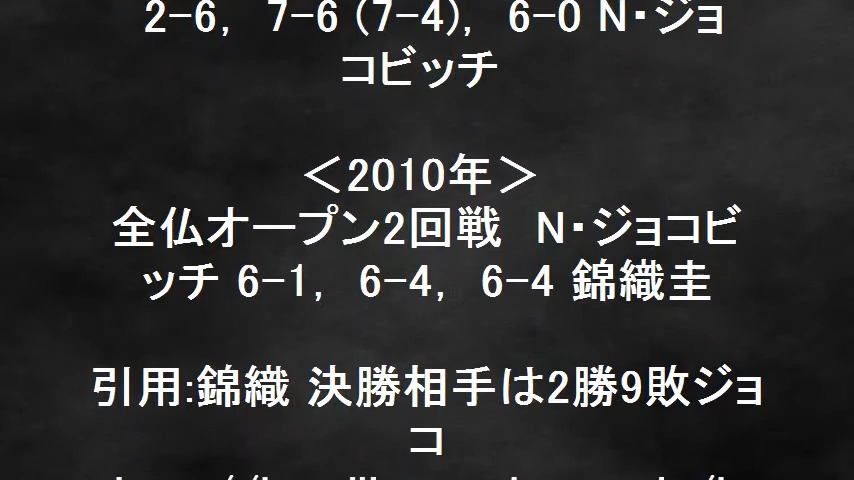 2-6, 7-6 (7-4), 6-0 N・ジョ
コビッチ
＜2010年＞
全仏オープン2回戦　N・ジョコビ
ッチ 6-1, 6-4, 6-4 錦織圭
引用:錦織 決勝相手は2勝9敗ジョ
コ